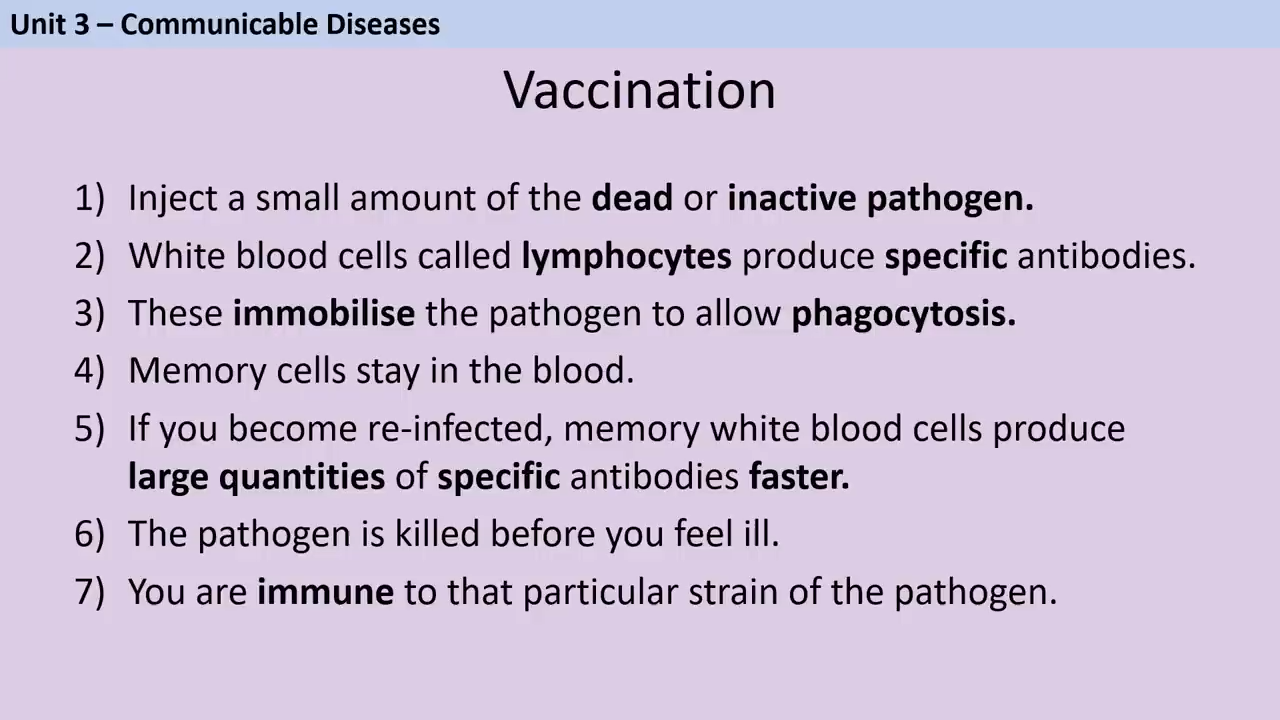 Unit 3 – Communicable Diseases
Vaccination
1) Inject a small amount of the dead or inactive pathogen.
2) White blood cells called lymphocytes produce specific antibodies.
3) These immobilise the pathogen to allow phagocytosis.
4) Memory cells stay in the blood.
5) If you become re-infected, memory white blood cells produce
large quantities of specific antibodies faster.
6) The pathogen is killed before you feel ill.
7) You are immune to that particular strain of the pathogen.